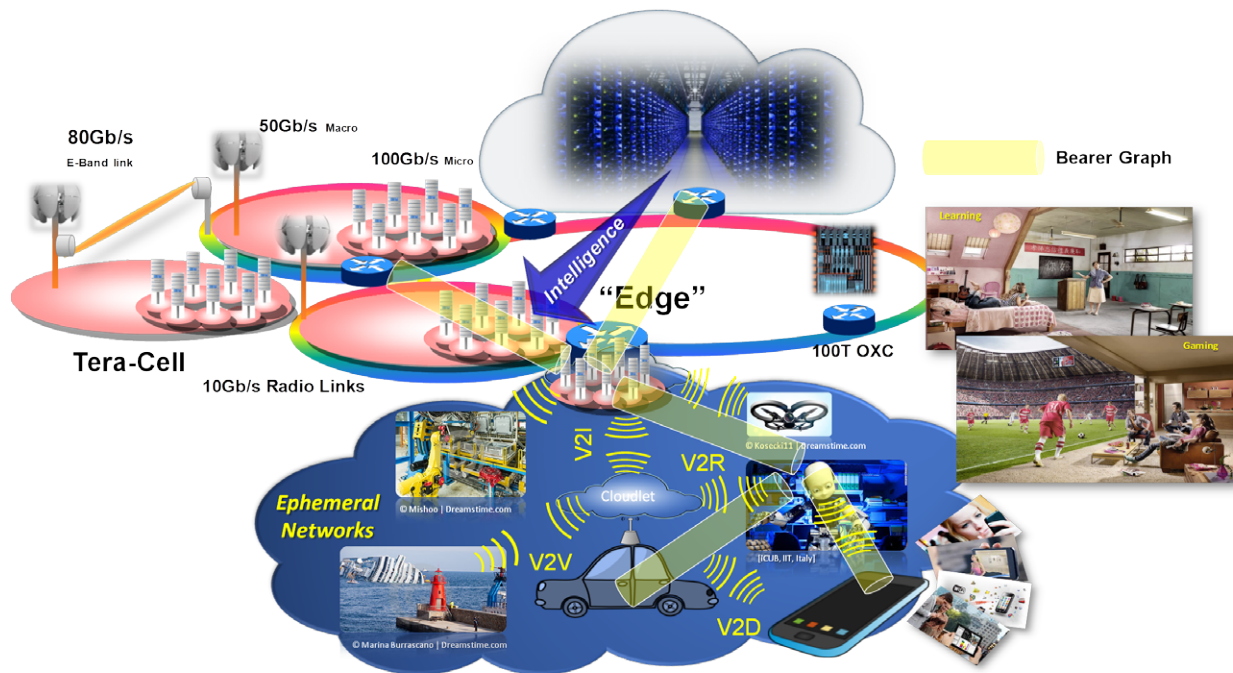 80Gb/s
E-Band link
50Gb/s Macro
100Gb/s Micro
Bearer Graph
Learning
Intelligence
"Edge"
100T OXC
Gaming
Tera-Cell
10Gb/s Radio Links
V2I
V2R
© Kosecki11 | Dreamstime.com
Ephemeral
Networks
© Mishoo | Dreamstime.com
Cloudlet
V2V
[iCUB, IIT, Italy]
V2D
© Marina Burrascano | Dreamstime.com